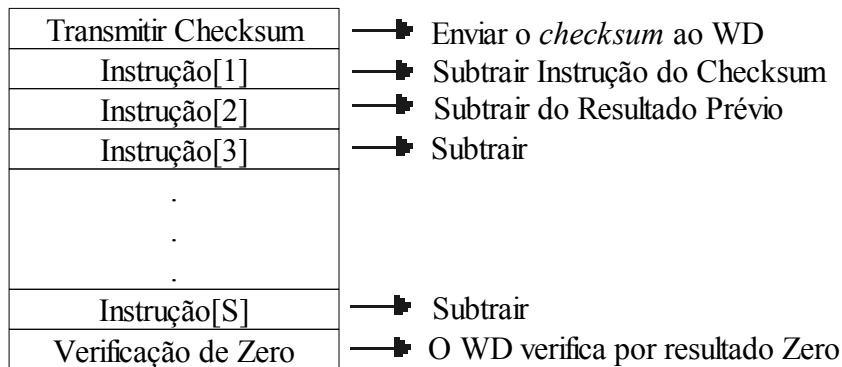 Transmitir Checksum Enviar o checksum ao WD
Instrução[1] Subtrair Instrução do Checksum
Instrução[2] Subtrair do Resultado Prévio
Instrução[3] Subtrair
.
.
.
Instrução[S] Subtrair
Verificação de Zero O WD verifica por resultado Zero